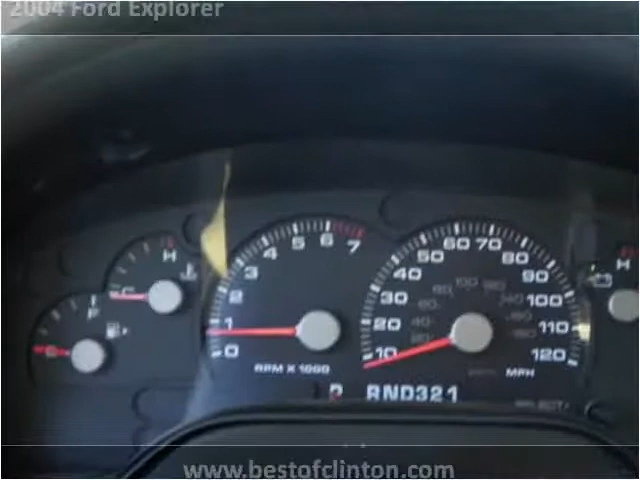 2004 Ford Explorer
H
C
F
E
0 1 2 3 4 5 6 7
RPM X 1000
10 20 30 40 50 60 70 80 90 100 110 120
MPH
H
P RND321
www.bestofclinton.com